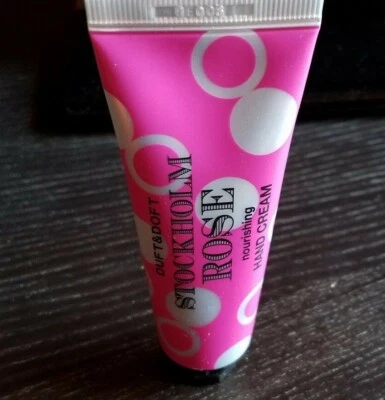 DUFT&DOFT
STOCKHOLM
ROSE
nourishing
HAND CREAM